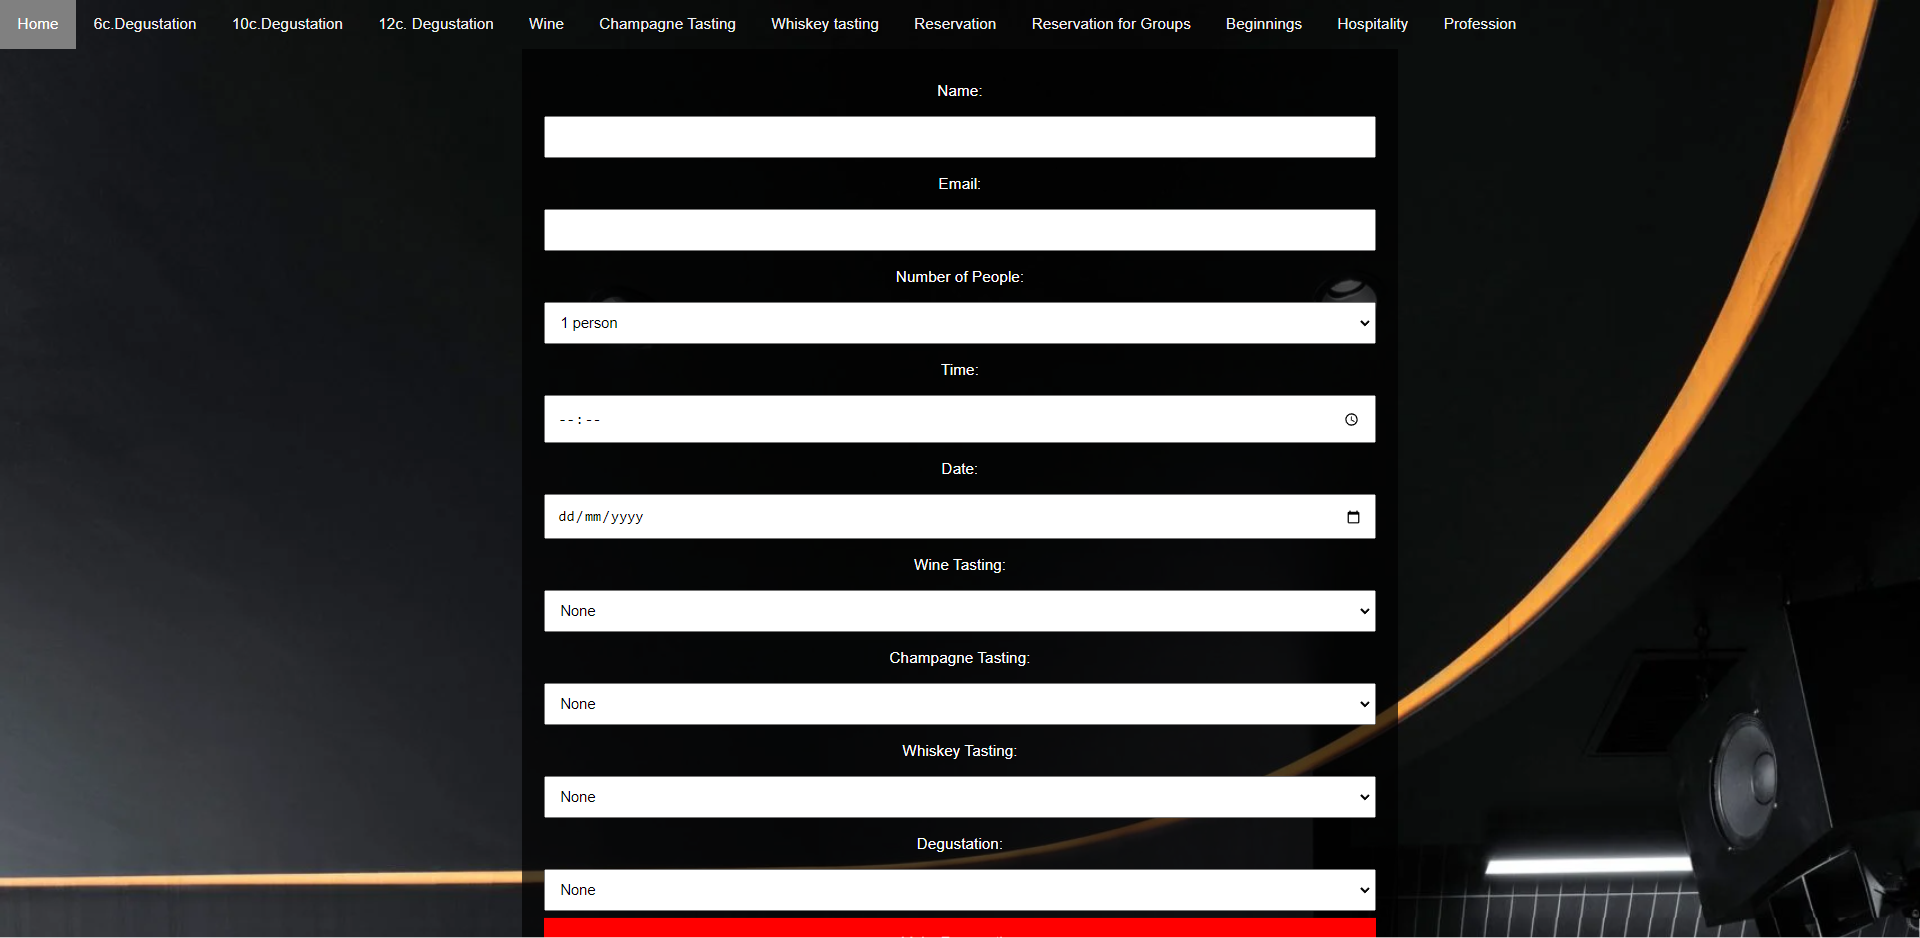 Home 6c.Degustation 10c.Degustation 12c. Degustation Wine Champagne Tasting Whiskey tasting Reservation Reservation for Groups Beginnings Hospitality Profession
Name:
Email:
Number of People:
1 person
Time:
--:--
Date:
dd/mm/yyyy
Wine Tasting:
None
Champagne Tasting:
None
Whiskey Tasting:
None
Degustation:
None